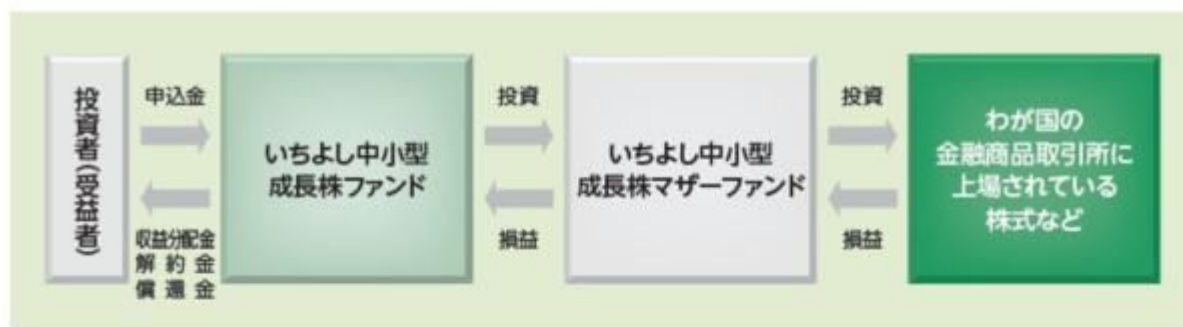 投資者(受益者)
申込金
収益分配金
解約金
償還金
いちよし中小型
成長株ファンド
投資
損益
いちよし中小型
成長株マザーファンド
投資
損益
わが国の
金融商品取引所に
上場されている
株式など